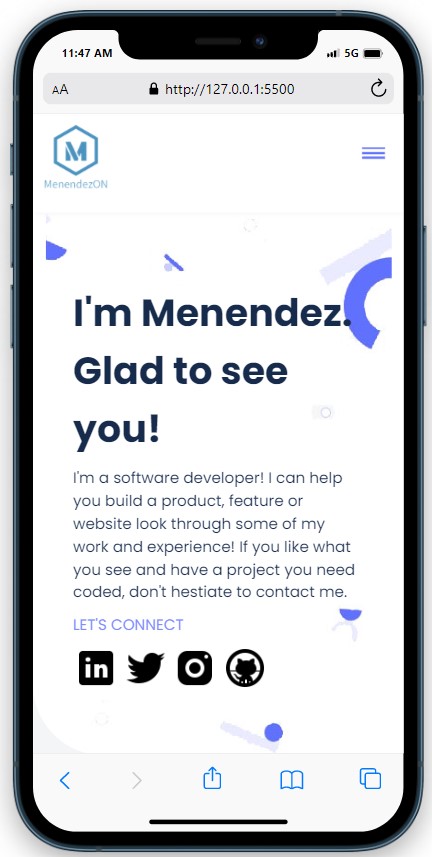 11:47 AM
5G
AA
http://127.0.0.1:5500
M
MenendezON
I'm Menendez.
Glad to see
you!
I'm a software developer! I can help
you build a product, feature or
website look through some of my
work and experience! If you like what
you see and have a project you need
coded, don't hestiate to contact me.
LET'S CONNECT
in